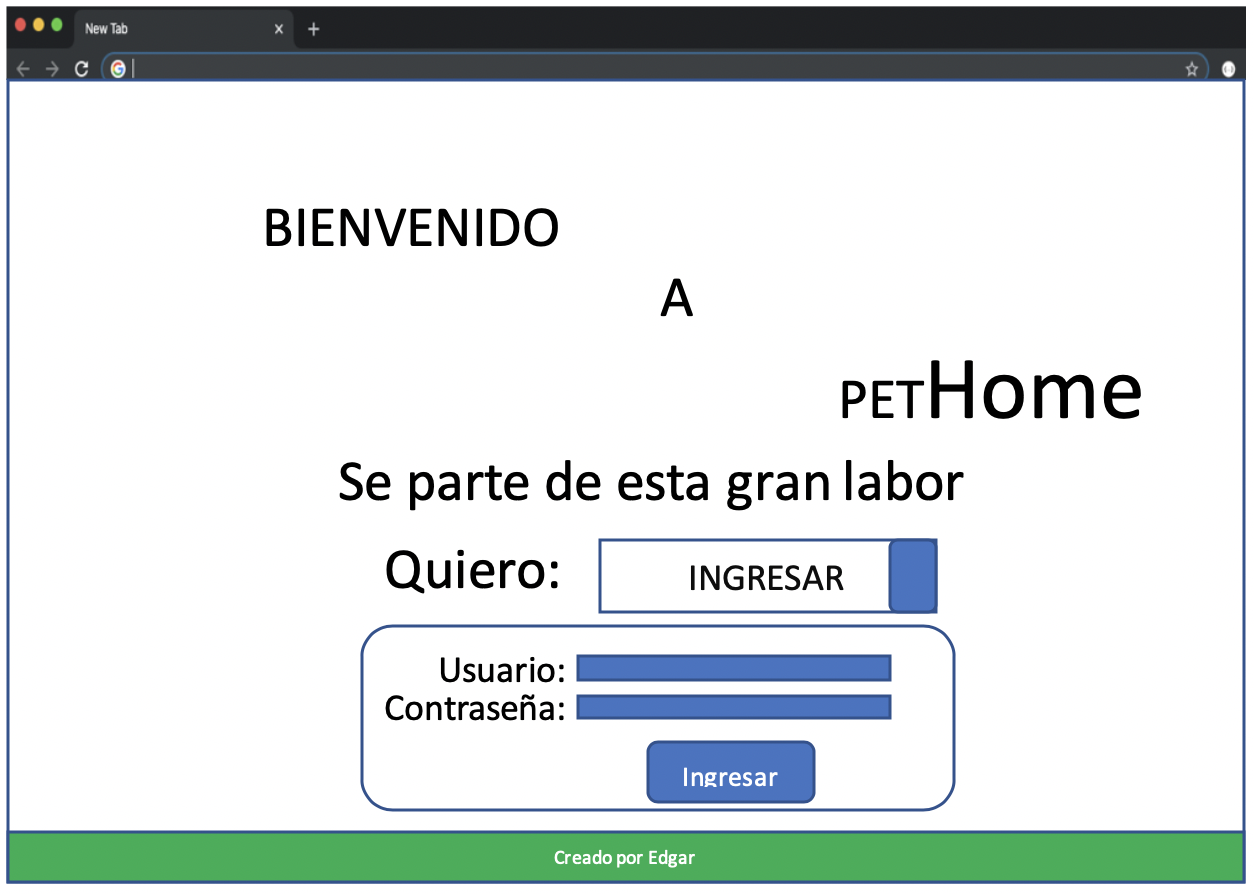 New Tab
BIENVENIDO
A
PETHome
Se parte de esta gran labor
Quiero: INGRESAR
Usuario:
Contraseña:
Ingresar
Creado por Edgar